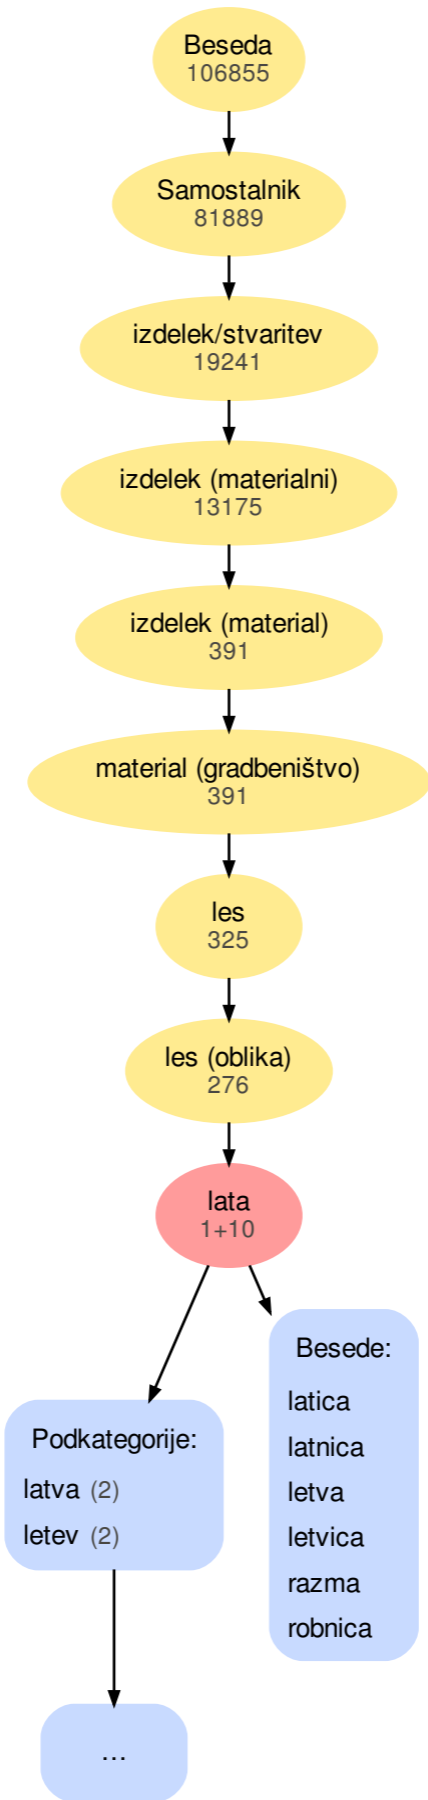 Beseda
106855
Samostalnik
81889
izdelek/stvaritev
19241
izdelek (materialni)
13175
izdelek (material)
391
material (gradbeništvo)
391
les
325
les (oblika)
276
lata
1+10
Besede:
latica
latnica
letva
letvica
razma
robnica
Podkategorije:
latva (2)
letev (2)
...